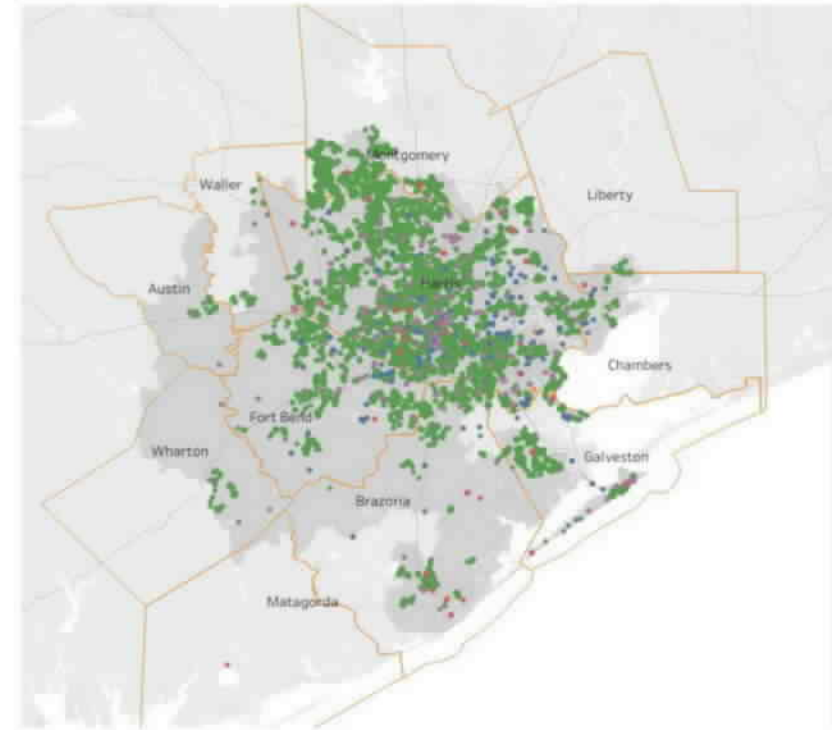 Montgomery
Waller
Liberty
Harris
Austin
Chambers
Fort Bend
Wharton
Galveston
Brazoria
Matagorda